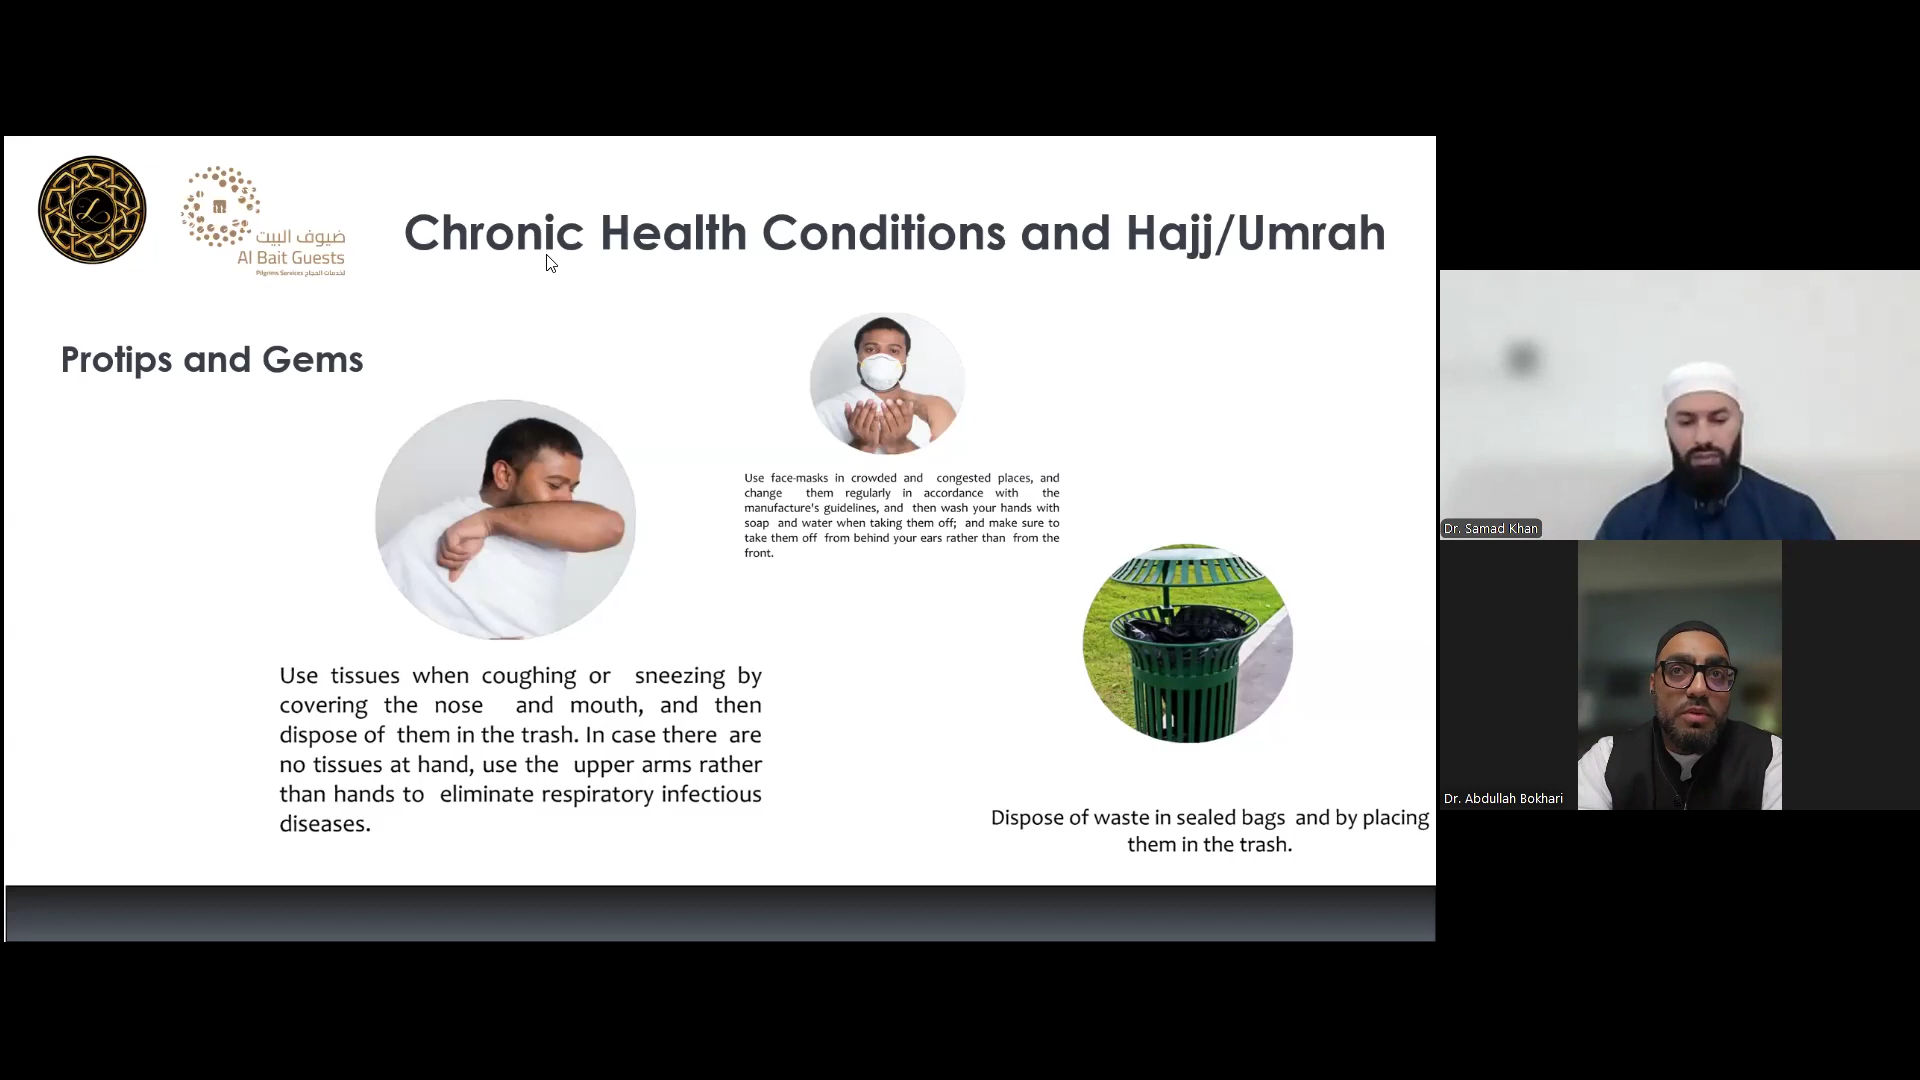 ضيوف البيت
Al Bait Guests
Pilgrims Services لخدمات الحجاج
Chronic Health Conditions and Hajj/Umrah
Protips and Gems
Use face-masks in crowded and congested places, and
change them regularly in accordance with the
manufacture's guidelines, and then wash your hands with
soap and water when taking them off; and make sure to
take them off from behind your ears rather than from the
front.
Use tissues when coughing or sneezing by
covering the nose and mouth, and then
dispose of them in the trash. In case there are
no tissues at hand, use the upper arms rather
than hands to eliminate respiratory infectious
diseases.
Dispose of waste in sealed bags and by placing
them in the trash.
Dr. Samad Khan
Dr. Abdullah Bokhari